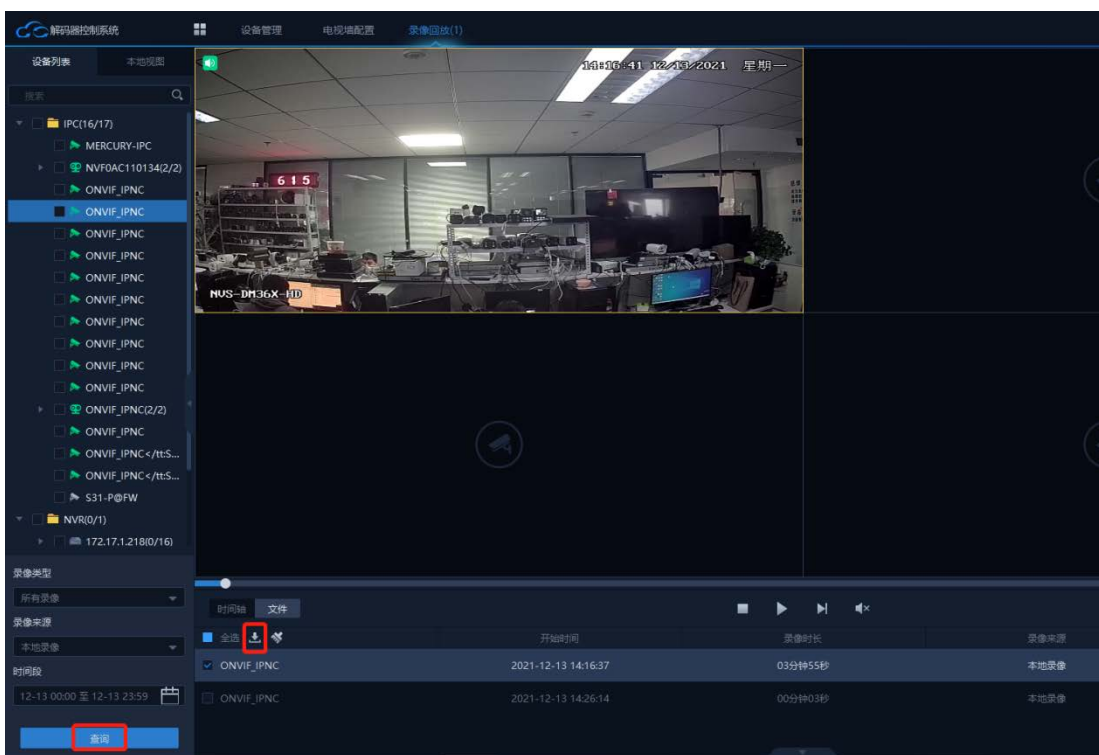 解码器控制系统
设备管理
电视墙配置
录像回放(1)
设备列表
本地视图
搜索
IPC(16/17)
MERCURY-IPC
NVF0AC110134(2/2)
ONVIF_IPNC
ONVIF_IPNC
ONVIF_IPNC
ONVIF_IPNC
ONVIF_IPNC
ONVIF_IPNC
ONVIF_IPNC
ONVIF_IPNC
ONVIF_IPNC
ONVIF_IPNC
ONVIF_IPNC(2/2)
ONVIF_IPNC
ONVIF_IPNC</tt:S...
ONVIF_IPNC</tt:S...
S31-P@FW
NVR(0/1)
172.17.1.218(0/16)
录像类型
所有录像
录像来源
本地录像
时间段
12-13 00:00 至 12-13 23:59
查询
14:16:41 12/13/2021 星期一
615
NVS-DM36X-HD
时间轴
文件
全选 开始时间 录像时长 录像来源
ONVIF_IPNC 2021-12-13 14:16:37 03分钟55秒 本地录像
ONVIF_IPNC 2021-12-13 14:26:14 00分钟03秒 本地录像